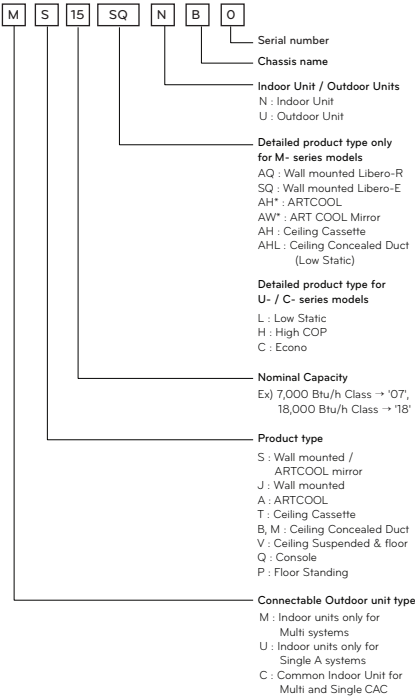 M S 15 SQ N B 0
Serial number
Chassis name
Indoor Unit / Outdoor Units
N : Indoor Unit
U : Outdoor Unit
Detailed product type only
for M- series models
AQ : Wall mounted Libero-R
SQ : Wall mounted Libero-E
AH* : ARTCOOL
AW* : ART COOL Mirror
AH : Ceiling Cassette
AHL : Ceiling Concealed Duct
(Low Static)
Detailed product type for
U- / C- series models
L : Low Static
H : High COP
C : Econo
Nominal Capacity
Ex) 7,000 Btu/h Class → '07',
18,000 Btu/h Class → '18'
Product type
S : Wall mounted /
ARTCOOL mirror
J : Wall mounted
A : ARTCOOL
T : Ceiling Cassette
B, M : Ceiling Concealed Duct
V : Ceiling Suspended & floor
Q : Console
P : Floor Standing
Connectable Outdoor unit type
M : Indoor units only for
Multi systems
U : Indoor units only for
Single A systems
C : Common Indoor Unit for
Multi and Single CAC